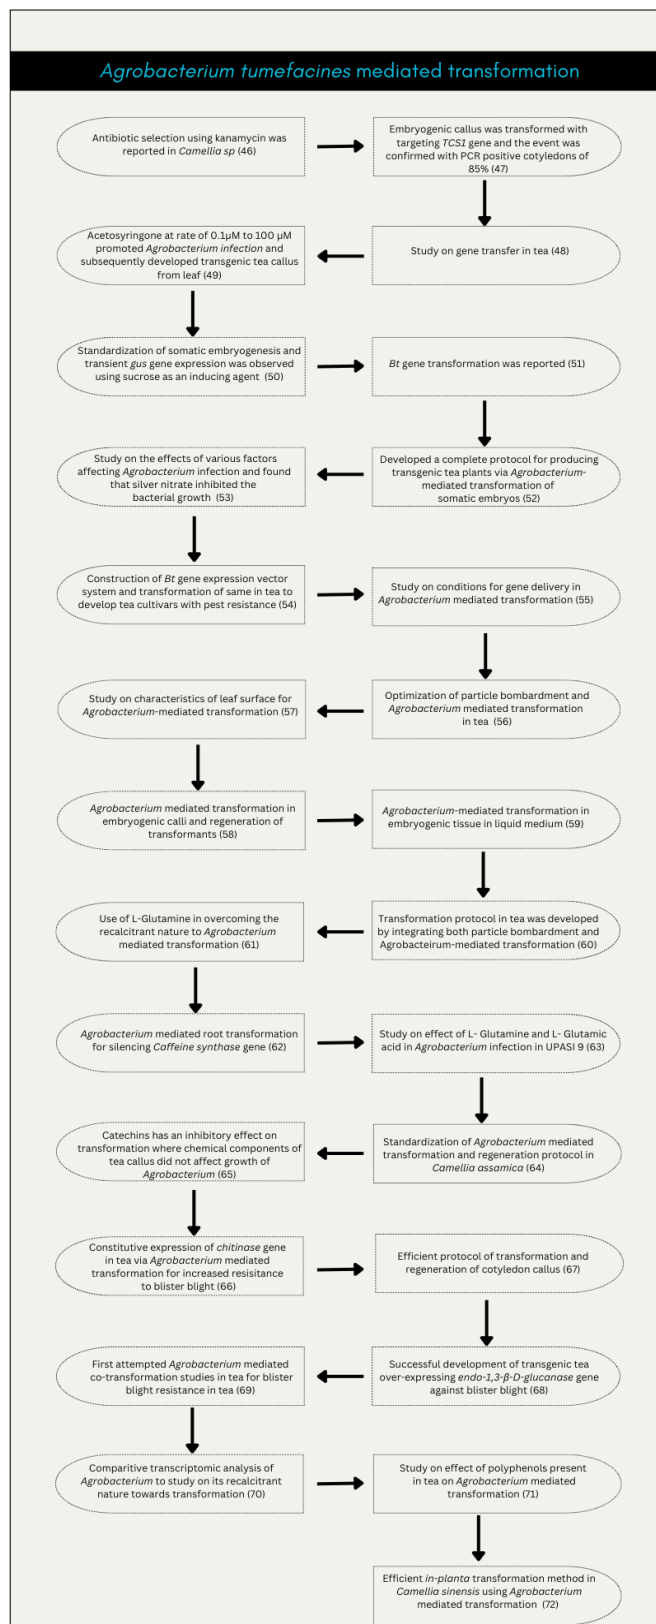 Agrobacterium tumefacines mediated transformation
Antibiotic selection using kanamycin was
reported in Camellia sp (46)
Embryogenic callus was transformed with
targeting TCS1 gene and the event was
confirmed with PCR positive cotyledons of
85% (47)
Study on gene transfer in tea (48)
Acetosyringone at rate of 0.1μM to 100 μM
promoted Agrobacterium infection and
subsequently developed transgenic tea callus
from leaf (49)
Standardization of somatic embryogenesis and
transient gus gene expression was observed
using sucrose as an inducing agent (50)
Bt gene transformation was reported (51)
Developed a complete protocol for producing
transgenic tea plants via Agrobacterium-
mediated transformation of
somatic embryos (52)
Study on the effects of various factors
affecting Agrobacterium infection and found
that silver nitrate inhibited the
bacterial growth (53)
Construction of Bt gene expression vector
system and transformation of same in tea to
develop tea cultivars with pest resistance (54)
Study on conditions for gene delivery in
Agrobacterium mediated transformation (55)
Optimization of particle bombardment and
Agrobacterium mediated transformation
in tea (56)
Study on characteristics of leaf surface for
Agrobacterium-mediated transformation (57)
Agrobacterium mediated transformation in
embryogenic calli and regeneration of
transformants (58)
Agrobacterium-mediated transformation in
embryogenic tissue in liquid medium (59)
Transformation protocol in tea was developed
by integrating both particle bombardment and
Agrobacteirum-mediated transformation (60)
Use of L-Glutamine in overcoming the
recalcitrant nature to Agrobacterium
mediated transformation (61)
Agrobacterium mediated root transformation
for silencing Caffeine synthase gene (62)
Study on effect of L- Glutamine and L- Glutamic
acid in Agrobacterium infection in UPASI 9 (63)
Standardization of Agrobacterium mediated
transformation and regeneration protocol in
Camellia assamica (64)
Catechins has an inhibitory effect on
transformation where chemical components of
tea callus did not affect growth of
Agrobacterium (65)
Constitutive expression of chitinase gene
in tea via Agrobacterium mediated
transformation for increased resisitance
to blister blight (66)
Efficient protocol of transformation and
regeneration of cotyledon callus (67)
Successful development of transgenic tea
over-expressing endo-1,3-β-D-glucanase gene
against blister blight (68)
First attempted Agrobacterium mediated
co-transformation studies in tea for blister
blight resistance in tea (69)
Comparitive transcriptomic analysis of
Agrobacterium to study on its recalcitrant
nature towards transformation (70)
Study on effect of polyphenols present
in tea on Agrobacterium mediated
transformation (71)
Efficient in-planta transformation method in
Camellia sinensis using Agrobacterium
mediated transformation (72)